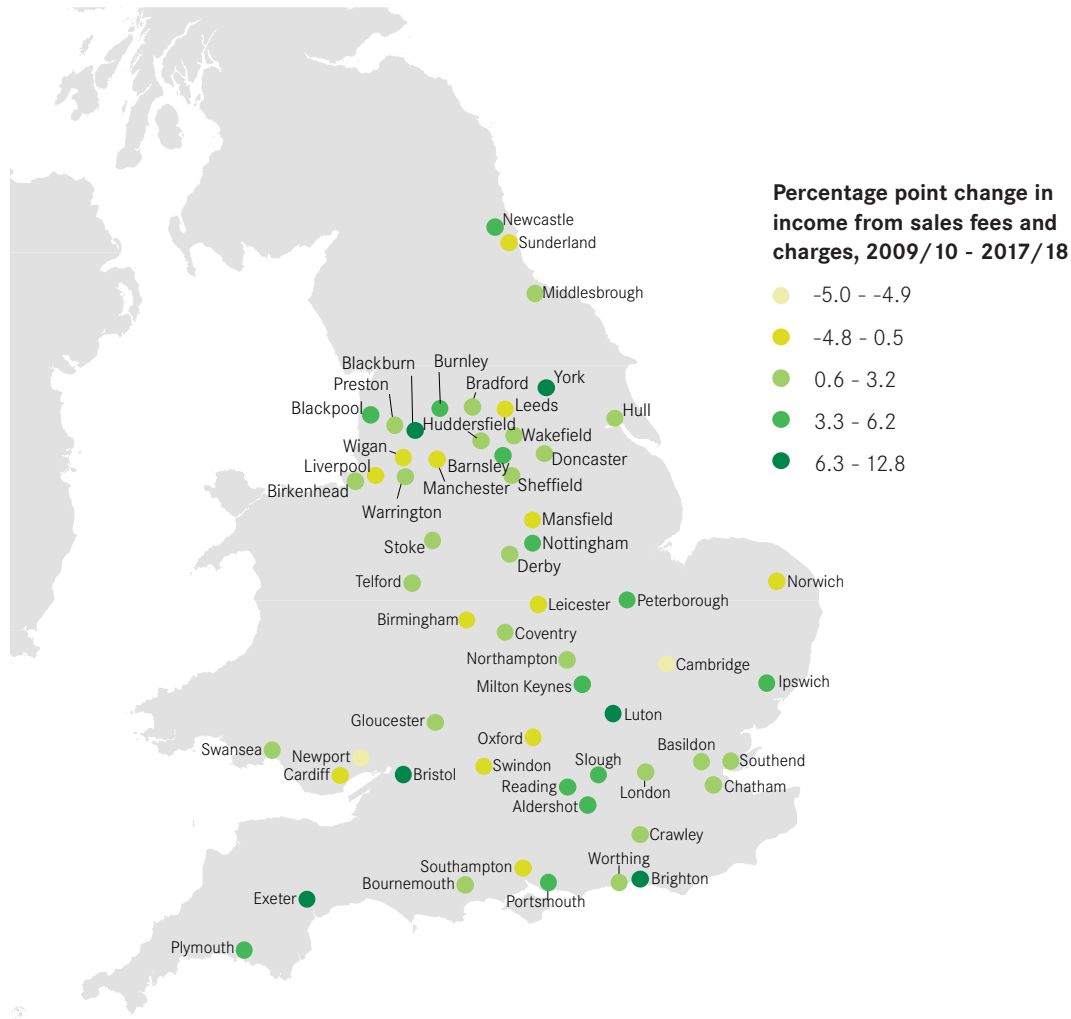 Percentage point change in
income from sales fees and
charges, 2009/10 - 2017/18
-5.0 - -4.9
-4.8 - 0.5
0.6 - 3.2
3.3 - 6.2
6.3 - 12.8
Newcastle
Sunderland
Middlesbrough
Blackburn
Burnley
Preston
Bradford
York
Blackpool
Leeds
Hull
Huddersfield
Wakefield
Wigan
Barnsley
Doncaster
Liverpool
Birkenhead
Manchester
Sheffield
Warrington
Mansfield
Stoke
Nottingham
Derby
Telford
Norwich
Leicester
Peterborough
Birmingham
Coventry
Northampton
Cambridge
Milton Keynes
Ipswich
Luton
Gloucester
Oxford
Basildon
Swansea
Newport
Cardiff
Bristol
Swindon
Slough
Southend
Reading
London
Chatham
Aldershot
Crawley
Worthing
Southampton
Bournemouth
Brighton
Portsmouth
Exeter
Plymouth